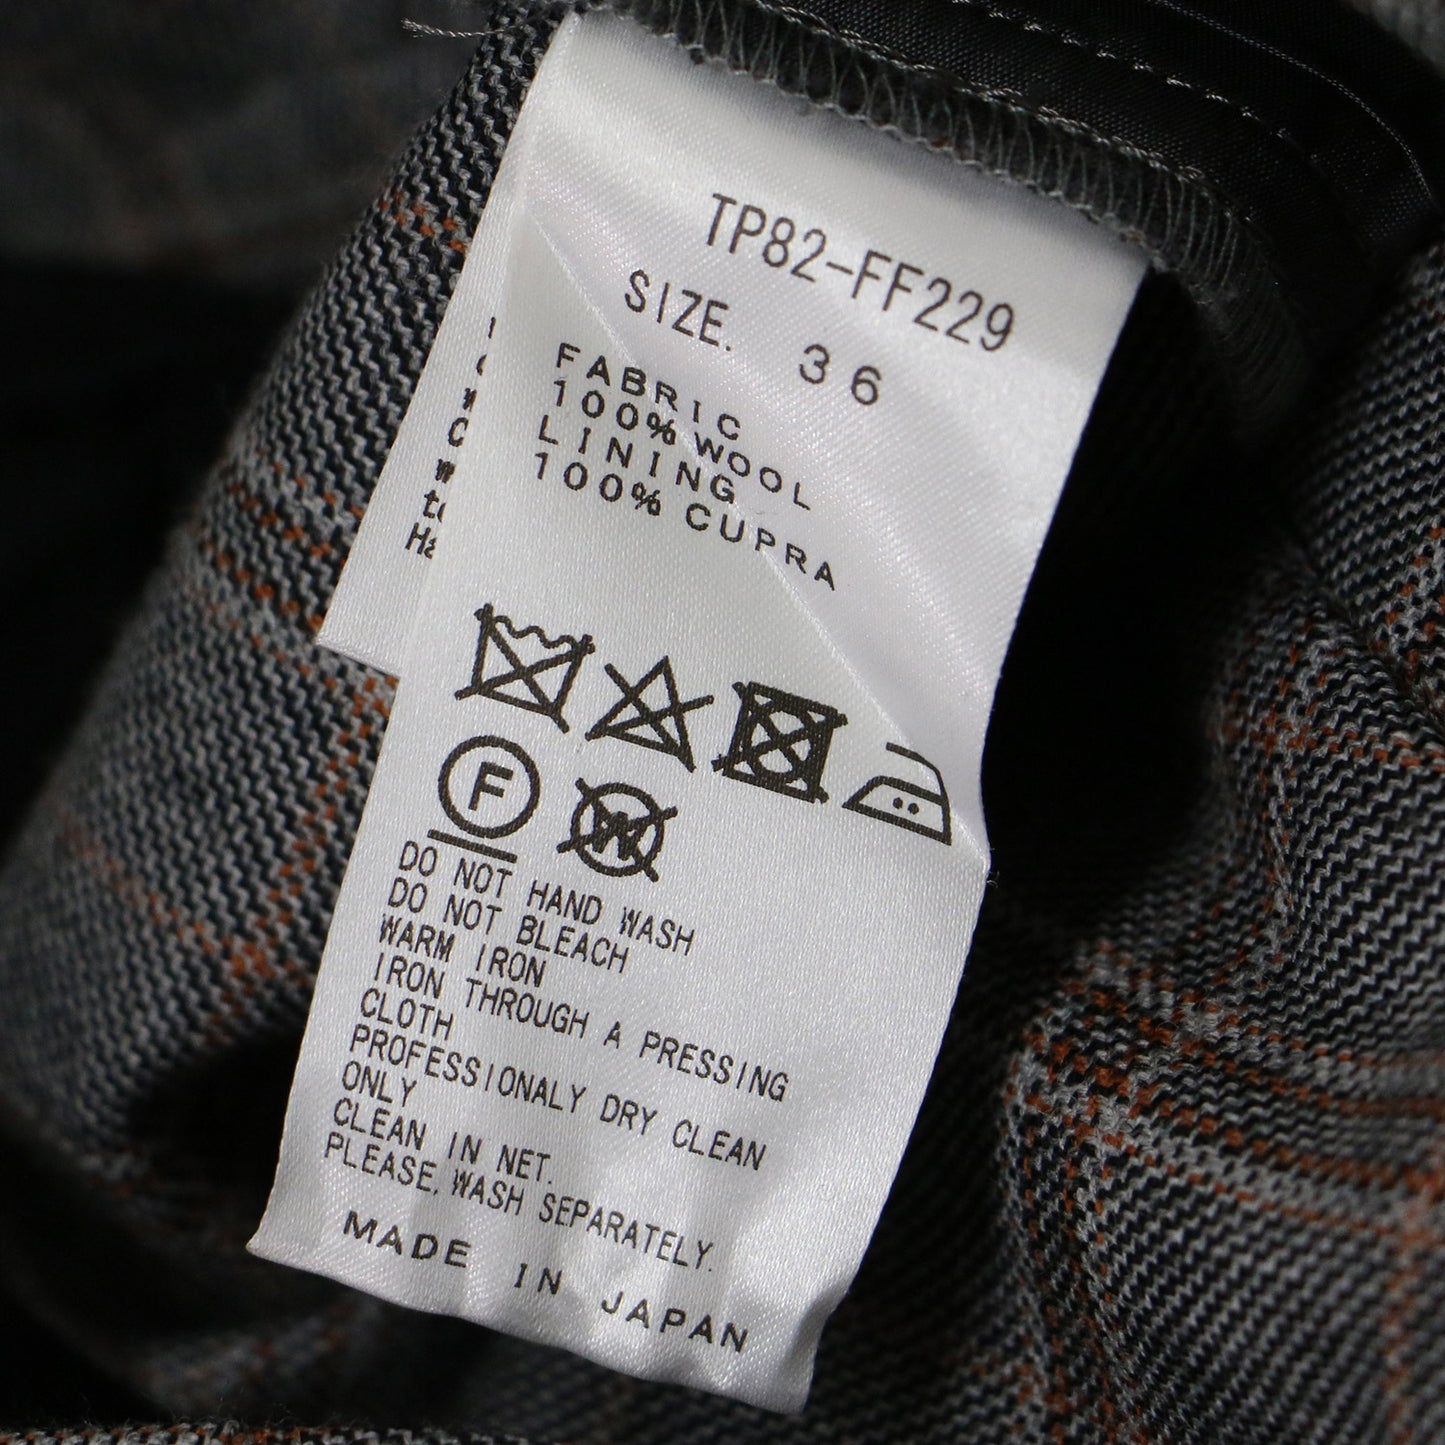 TP82-FF229
SIZE. 36
FABRIC
100% WOOL
LINING
100% CUPRA
F
W
DO NOT HAND WASH
DO NOT BLEACH
WARM IRON
IRON THROUGH A PRESSING
CLOTH
PROFESSIONALY DRY CLEAN
ONLY
CLEAN IN NET.
PLEASE, WASH SEPARATELY.
MADE IN JAPAN